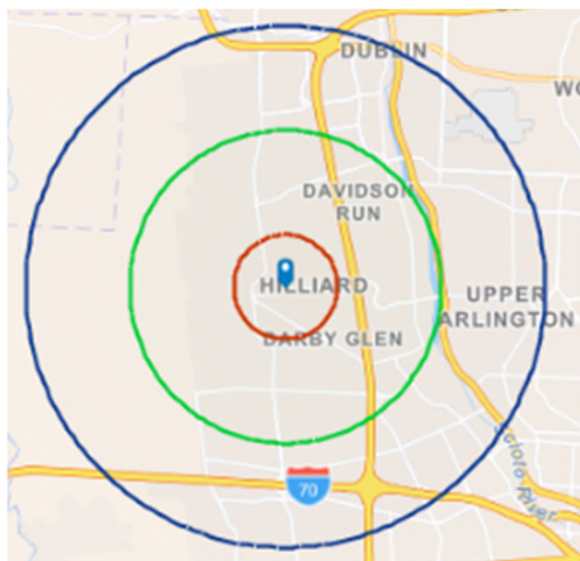 DUBLIN
WO
DAVIDSON
RUN
HILLIARD
UPPER
ARLINGTON
DARBY GLEN
70
Scioto River